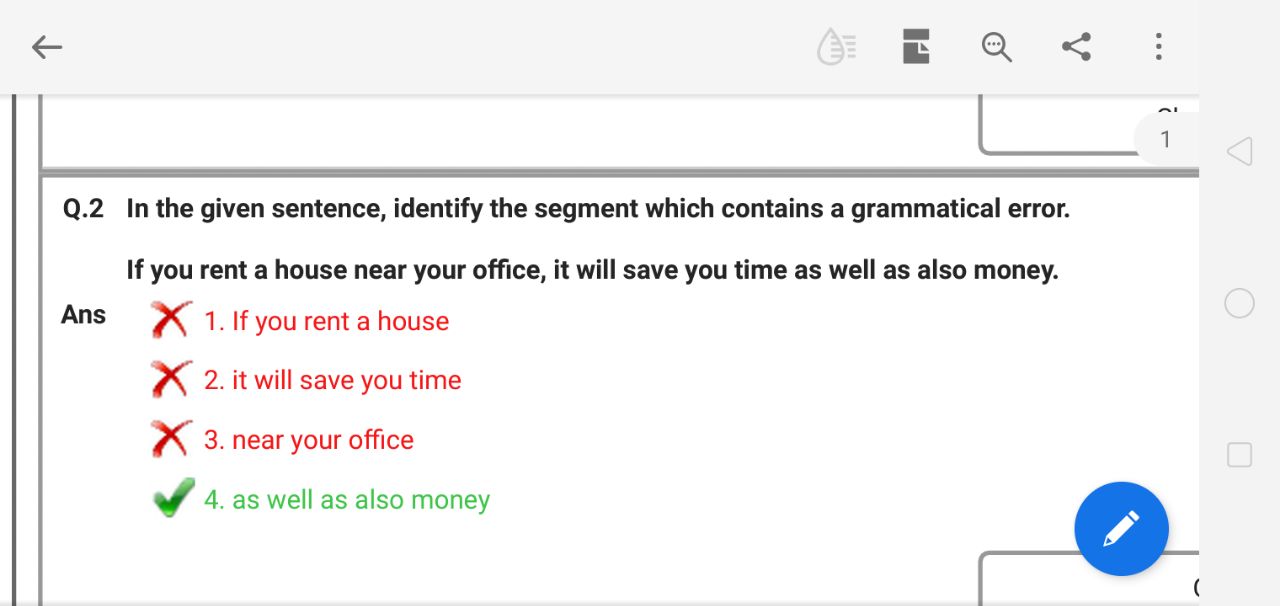 1
Q.2 In the given sentence, identify the segment which contains a grammatical error.
If you rent a house near your office, it will save you time as well as also money.
Ans
1. If you rent a house
2. it will save you time
3. near your office
4. as well as also money